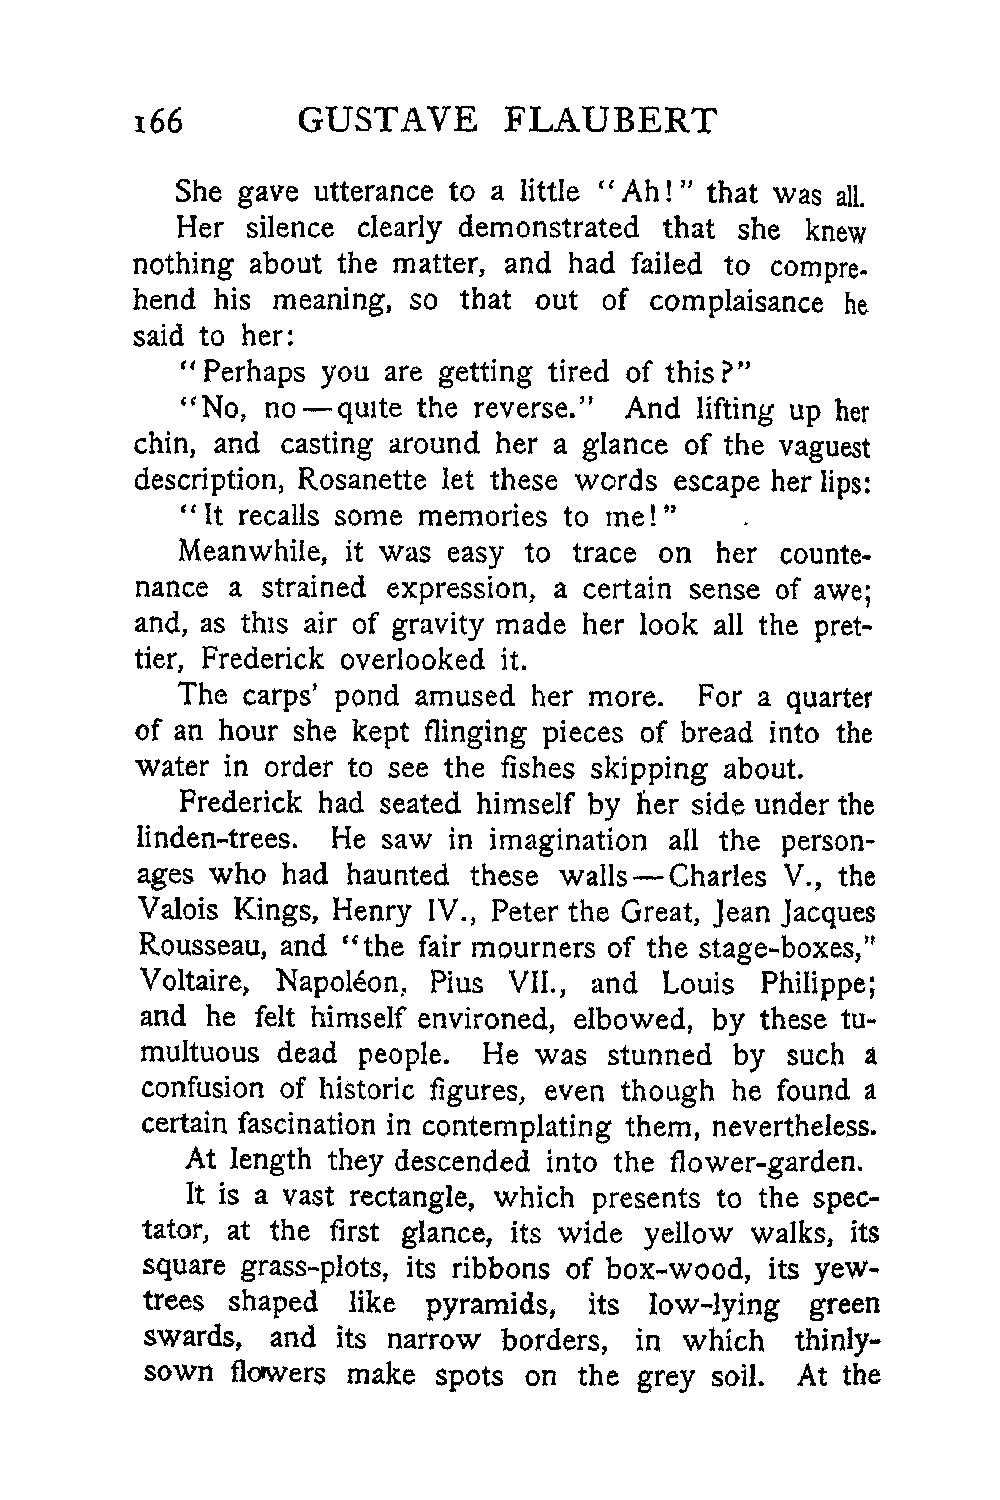 166 GUSTAVE FLAUBERT
She gave utterance to a little "Ah!" that was all.
Her silence clearly demonstrated that she knew
nothing about the matter, and had failed to compre-
hend his meaning, so that out of complaisance he
said to her:
"Perhaps you are getting tired of this?"
"No, no—quite the reverse." And lifting up her
chin, and casting around her a glance of the vaguest
description, Rosanette let these words escape her lips:
"It recalls some memories to me!"
Meanwhile, it was easy to trace on her counte-
nance a strained expression, a certain sense of awe;
and, as this air of gravity made her look all the pret-
tier, Frederick overlooked it.
The carps' pond amused her more. For a quarter
of an hour she kept flinging pieces of bread into the
water in order to see the fishes skipping about.
Frederick had seated himself by her side under the
linden-trees. He saw in imagination all the person-
ages who had haunted these walls—Charles V., the
Valois Kings, Henry IV., Peter the Great, Jean Jacques
Rousseau, and "the fair mourners of the stage-boxes,"
Voltaire, Napoléon, Pius VII., and Louis Philippe;
and he felt himself environed, elbowed, by these tu-
multuous dead people. He was stunned by such a
confusion of historic figures, even though he found a
certain fascination in contemplating them, nevertheless.
At length they descended into the flower-garden.
It is a vast rectangle, which presents to the spec-
tator, at the first glance, its wide yellow walks, its
square grass-plots, its ribbons of box-wood, its yew-
trees shaped like pyramids, its low-lying green
swards, and its narrow borders, in which thinly-
sown flowers make spots on the grey soil. At the